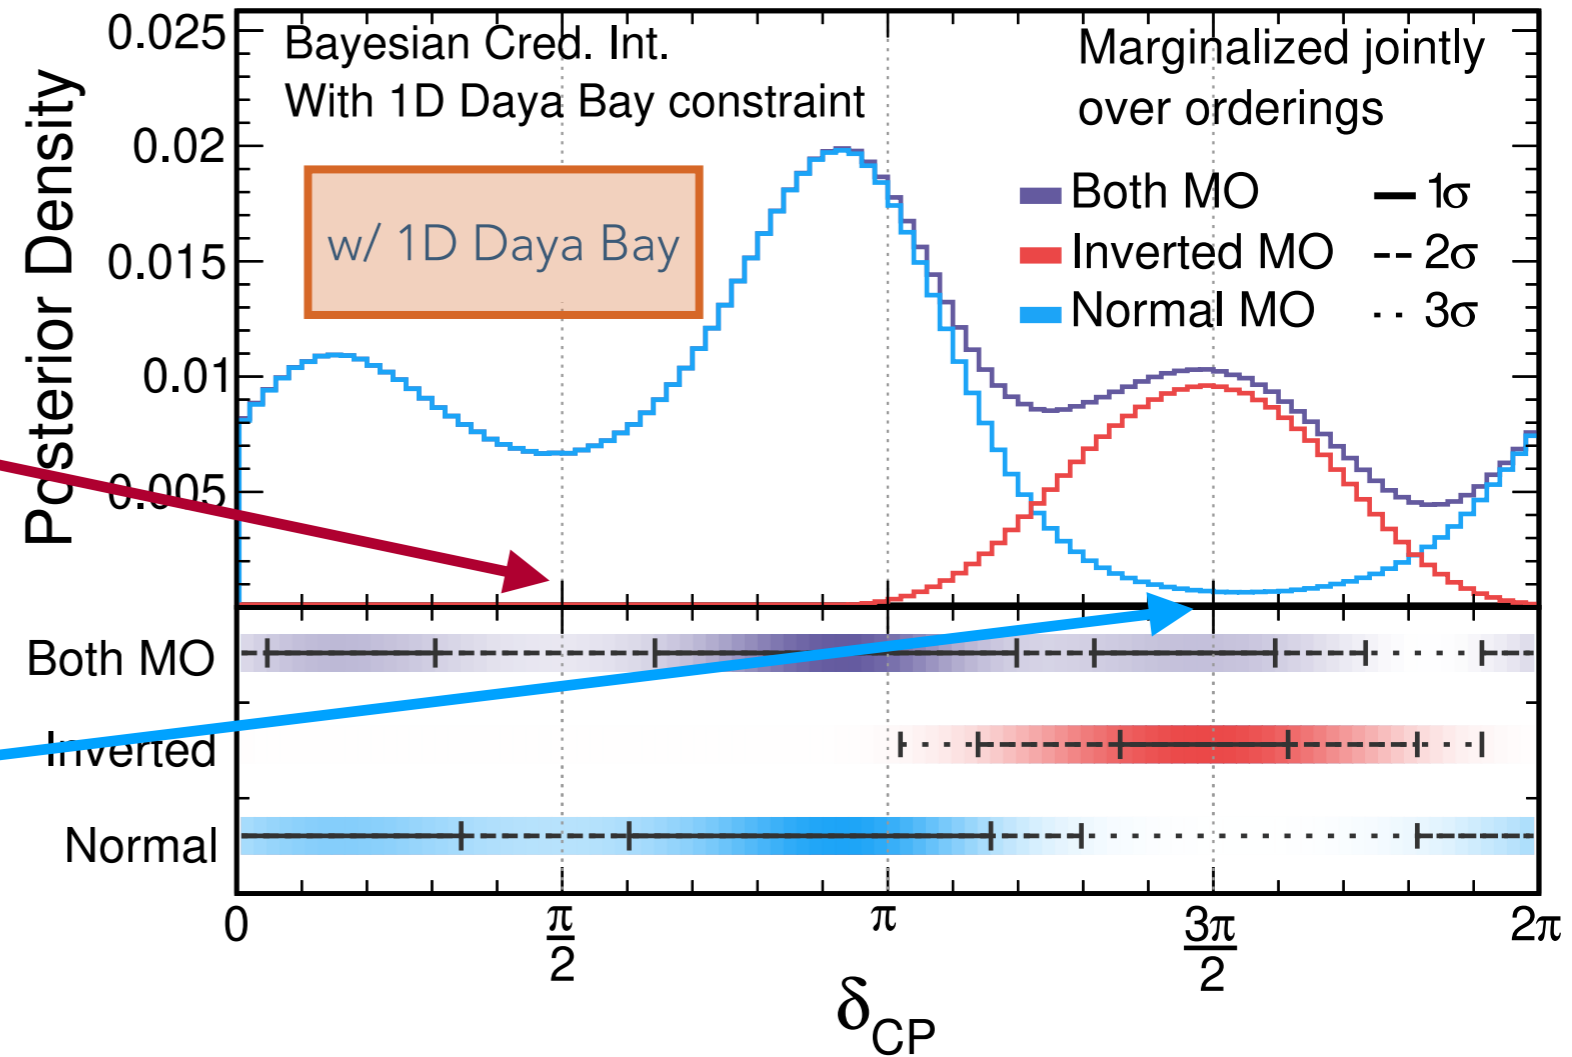 Posterior Density
0.025
0.02
0.015
0.01
0.005
Bayesian Cred. Int.
With 1D Daya Bay constraint
w/ 1D Daya Bay
Marginalized jointly
over orderings
Both MO
1σ
Inverted MO
2σ
Normal MO
3σ
Both MO
Inverted
Normal
0
π/2
π
3π/2
2π
δCP